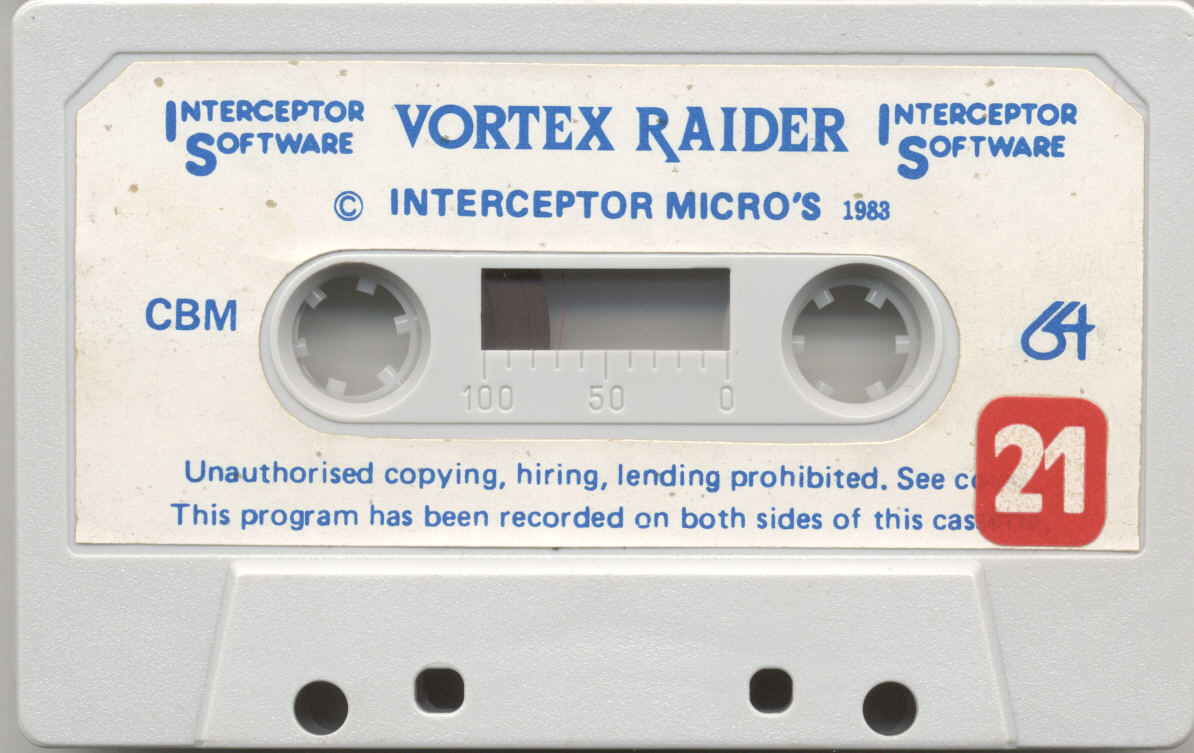 INTERCEPTOR SOFTWARE VORTEX RAIDER INTERCEPTOR SOFTWARE
© INTERCEPTOR MICRO'S 1983
CBM 64
100 50 0
21
Unauthorised copying, hiring, lending prohibited. See
This program has been recorded on both sides of this